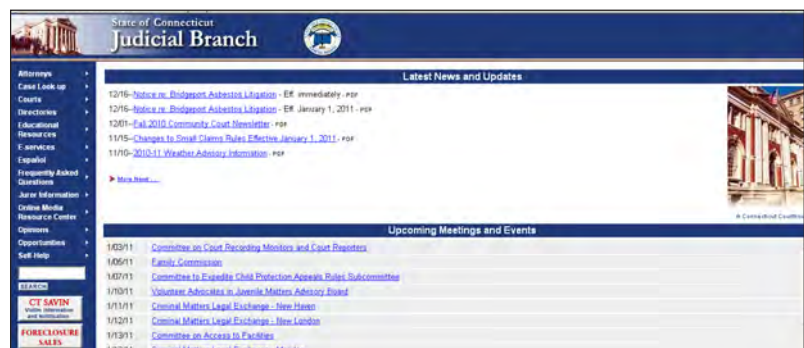 State of Connecticut
Judicial Branch
Attorneys
Case Look up
Courts
Directories
Educational
Resources
E-services
Español
Frequently Asked
Questions
Juror Information
Online Media
Resource Center
Opinions
Opportunities
Self Help
SEARCH
CT SAVIN
Victim Information
and Notification
FORECLOSURE
SALES
Latest News and Updates
12/16--Notice re: Bridgeport Asbestos Litigation - Eff. immediately - PDF
12/16--Notice re: Bridgeport Asbestos Litigation - Eff. January 1, 2011 - PDF
12/01--Fall 2010 Community Court Newsletter - PDF
11/15--Changes to Small Claims Rules Effective January 1, 2011 - PDF
11/10--2010-11 Weather Advisory Information - PDF
More News ....
A Connecticut Courthouse
Upcoming Meetings and Events
1/03/11 Committee on Court Recording Monitors and Court Reporters
1/05/11 Family Commission
1/07/11 Committee to Expedite Child Protection Appeals Rules Subcommittee
1/10/11 Volunteer Advocates in Juvenile Matters Advisory Board
1/11/11 Criminal Matters Legal Exchange - New Haven
1/12/11 Criminal Matters Legal Exchange - New London
1/13/11 Committee on Access to Facilities